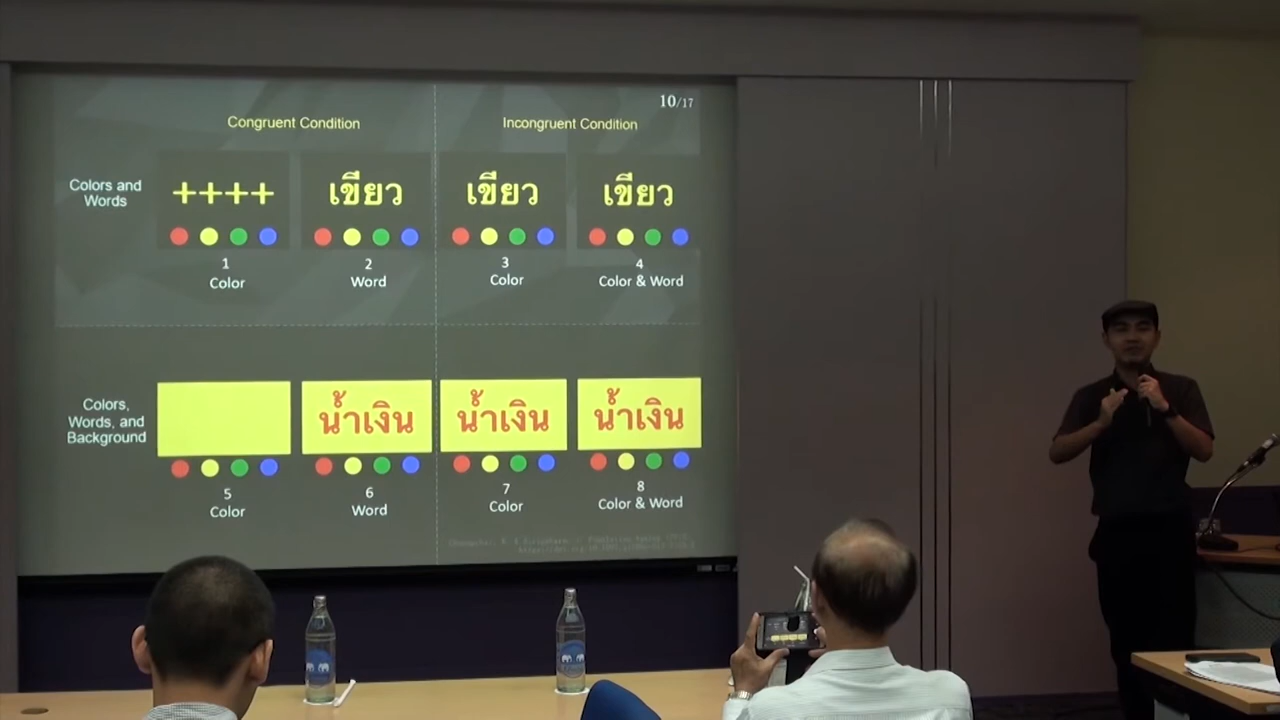 10/17
Congruent Condition
Incongruent Condition
Colors and
Words
++++
เขียว
เขียว
เขียว
1
Color
2
Word
3
Color
4
Color & Word
Colors,
Words, and
Background
น้ำเงิน
น้ำเงิน
น้ำเงิน
5
Color
6
Word
7
Color
8
Color & Word